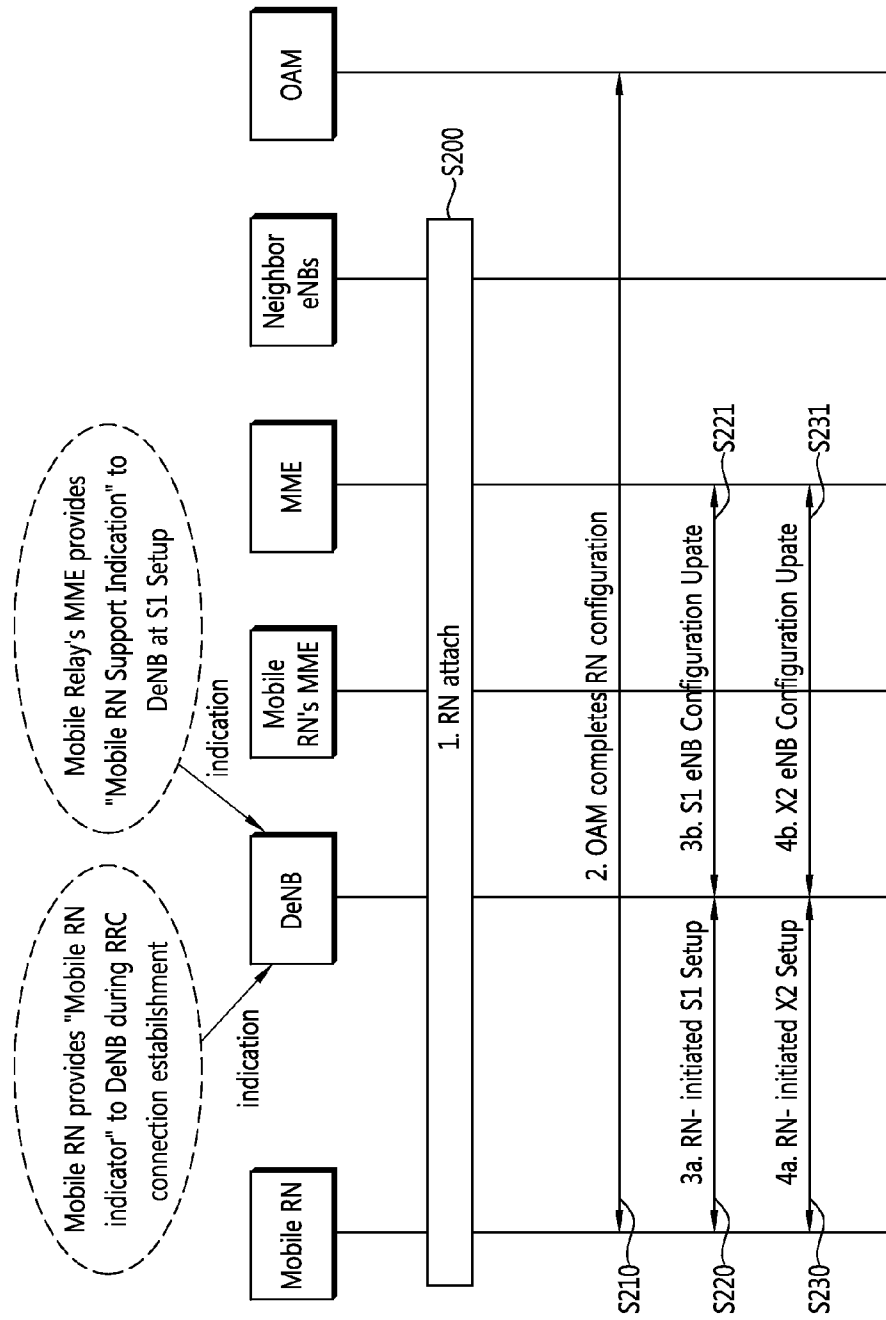 Mobile RN provides "Mobile RN
indicator" to DeNB during RRC
connection estabilshment
Mobile Relay's MME provides
"Mobile RN Support Indication" to
DeNB at S1 Setup
indication
indication
Mobile RN
DeNB
Mobile
RN's MME
MME
Neighbor
eNBs
OAM
1. RN attach
S200
2. OAM completes RN configuration
S210
3a. RN- initiated S1 Setup
3b. S1 eNB Configuration Upate
S220
S221
4a. RN- initiated X2 Setup
4b. X2 eNB Configuration Upate
S230
S231